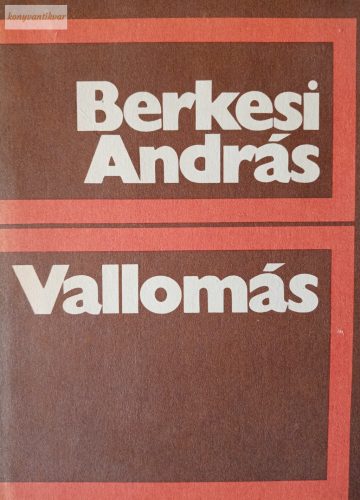 konyvantikvar
Berkesi
András
Vallomás